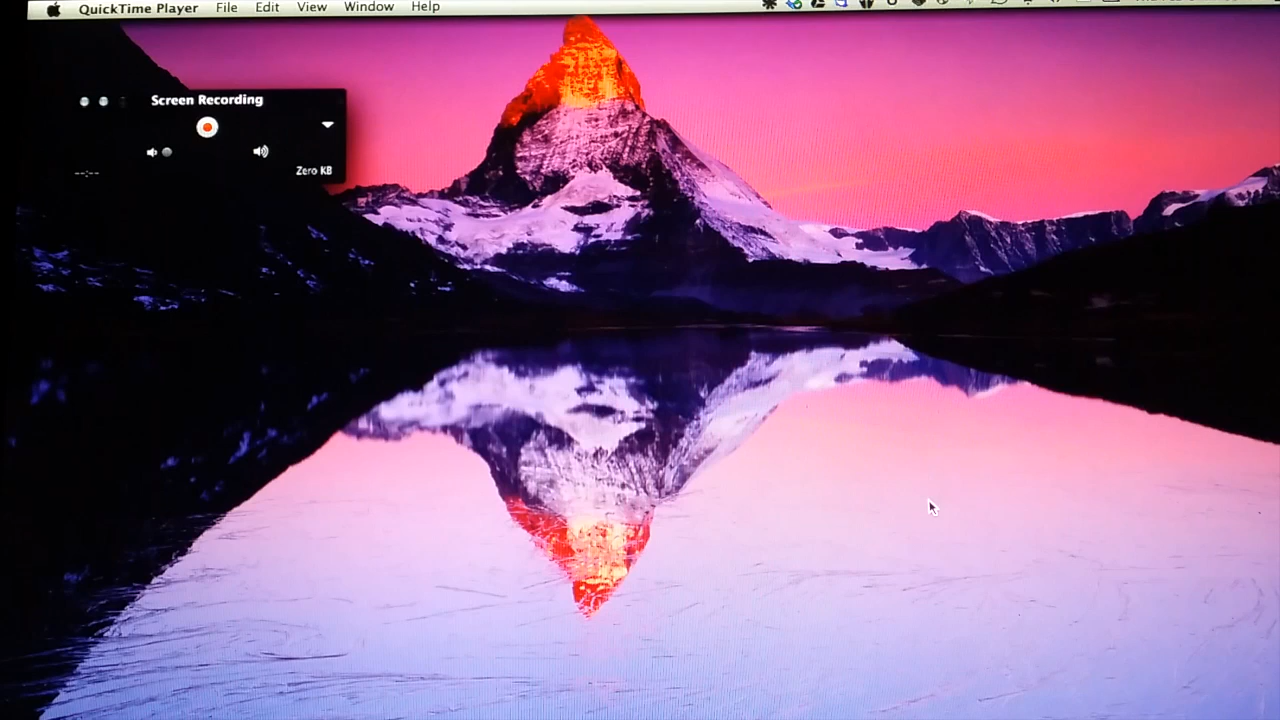 QuickTime Player File Edit View Window Help
Screen Recording
--:--
Zero KB